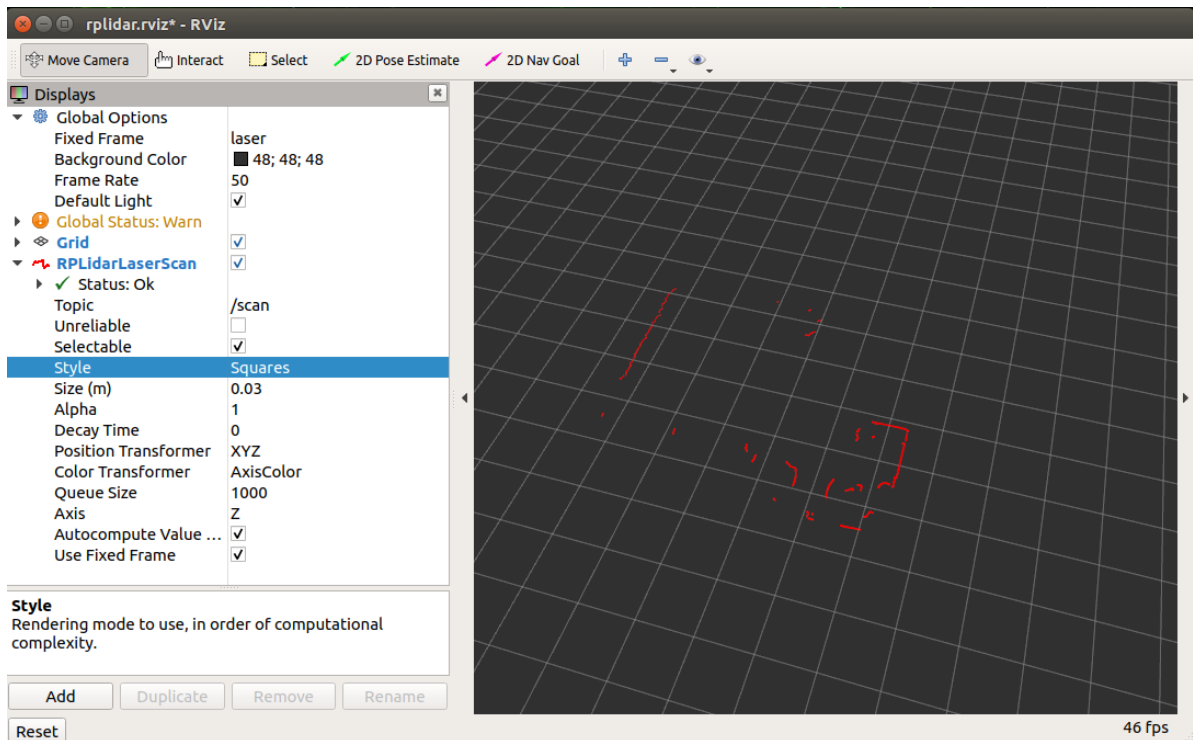 rplidar.rviz* - RViz
Move Camera Interact Select 2D Pose Estimate 2D Nav Goal
Displays
Global Options
Fixed Frame laser
Background Color 48; 48; 48
Frame Rate 50
Default Light
Global Status: Warn
Grid
RPLidarLaserScan
Status: Ok
Topic /scan
Unreliable
Selectable
Style Squares
Size (m) 0.03
Alpha 1
Decay Time 0
Position Transformer XYZ
Color Transformer AxisColor
Queue Size 1000
Axis Z
Autocompute Value ...
Use Fixed Frame
Style
Rendering mode to use, in order of computational
complexity.
Add Duplicate Remove Rename
Reset 46 fps